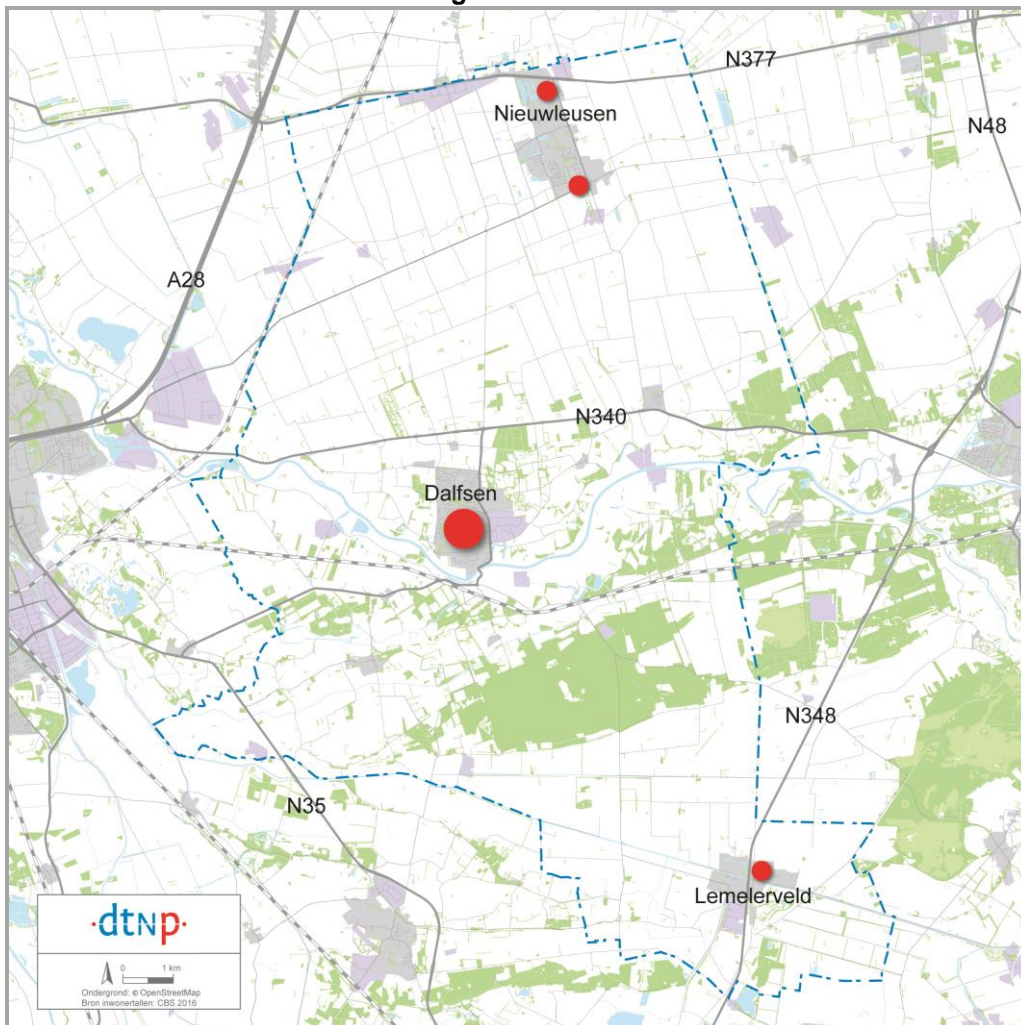 N377
Nieuwleusen
N48
A28
N340
Dalfsen
N348
N35
Lemelerveld
·dtnp·
0 1 km
Ondergrond: © OpenStreetMap
Bron inwonertallen: CBS 2016